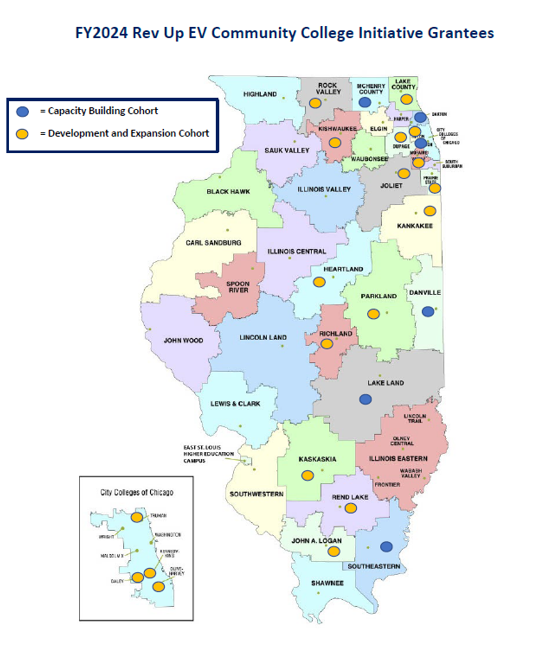 FY2024 Rev Up EV Community College Initiative Grantees
= Capacity Building Cohort
= Development and Expansion Cohort
HIGHLAND
ROCK
VALLEY
MCHENRY
COUNTY
LAKE
COUNTY
KISHWAUKEE
ELGIN
HARPER
OAKTON
CITY
COLLEGES
OF
CHICAGO
DUPAGE
SAUK VALLEY
WAUBONSEE
SOUTH
SUBURBAN
PRAIRIE
STATE
BLACK HAWK
ILLINOIS VALLEY
JOLIET
KANKAKEE
CARL SANDBURG
ILLINOIS CENTRAL
HEARTLAND
SPOON
RIVER
PARKLAND
DANVILLE
JOHN WOOD
LINCOLN LAND
RICHLAND
LAKE LAND
LEWIS & CLARK
LINCOLN
TRAIL
OLNEY
CENTRAL
EAST ST. LOUIS
HIGHER EDUCATION
CAMPUS
KASKASKIA
ILLINOIS EASTERN
WABASH
VALLEY
FRONTIER
SOUTHWESTERN
REND LAKE
JOHN A. LOGAN
SOUTHEASTERN
SHAWNEE
City Colleges of Chicago
TRUMAN
WRIGHT
WASHINGTON
MALCOLM X
KENNEDY-
KING
DALEY
OLIVE-
HARVEY